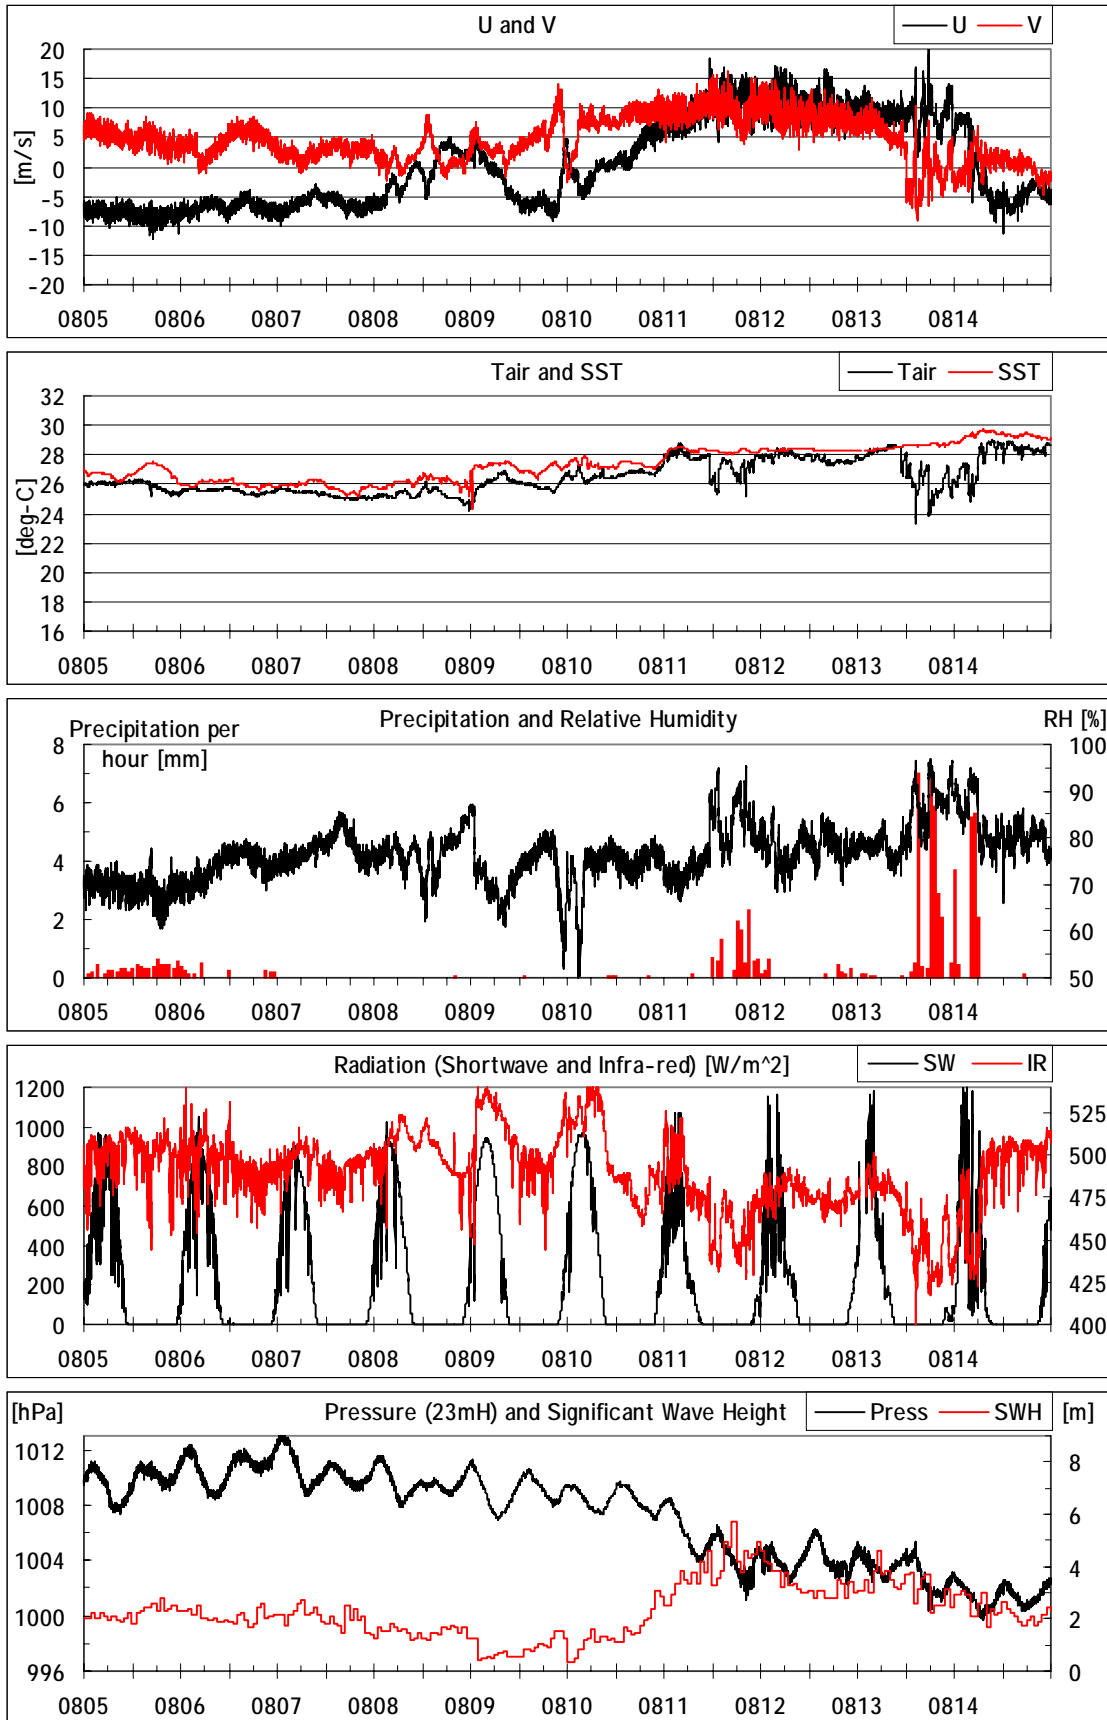 U and V
U V
20
15
10
5
0
-5
-10
-15
-20
[m/s]
0805 0806 0807 0808 0809 0810 0811 0812 0813 0814
Tair and SST
Tair SST
32
30
28
26
24
22
20
18
16
[deg-C]
0805 0806 0807 0808 0809 0810 0811 0812 0813 0814
Precipitation per
hour [mm]
Precipitation and Relative Humidity
RH [%]
8
6
4
2
0
100
90
80
70
60
50
0805 0806 0807 0808 0809 0810 0811 0812 0813 0814
Radiation (Shortwave and Infra-red) [W/m^2]
SW IR
1200
1000
800
600
400
200
0
525
500
475
450
425
400
0805 0806 0807 0808 0809 0810 0811 0812 0813 0814
[hPa]
Pressure (23mH) and Significant Wave Height
Press SWH
[m]
1012
1008
1004
1000
996
8
6
4
2
0
0805 0806 0807 0808 0809 0810 0811 0812 0813 0814